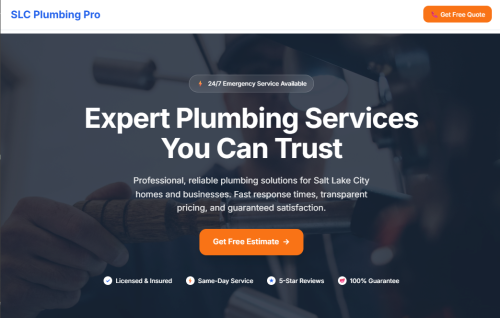 SLC Plumbing Pro
Get Free Quote
24/7 Emergency Service Available
Expert Plumbing Services
You Can Trust
Professional, reliable plumbing solutions for Salt Lake City
homes and businesses. Fast response times, transparent
pricing, and guaranteed satisfaction.
Get Free Estimate →
Licensed & Insured
Same-Day Service
5-Star Reviews
100% Guarantee